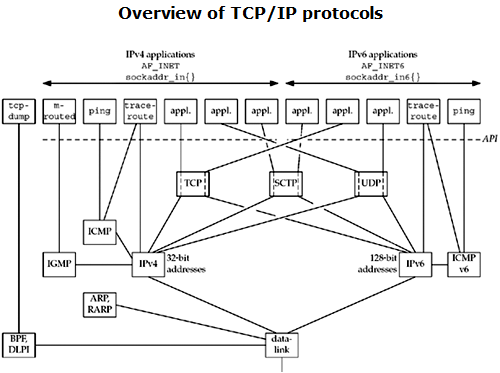 Overview of TCP/IP protocols
IPv4 applications
AF_INET
sockaddr_in{}
IPv6 applications
AF_INET6
sockaddr_in6{}
tcp-
dump
m-
routed
ping
trace-
route
appl.
appl.
appl.
appl.
appl.
appl.
trace-
route
ping
API
TCP
SCTP
UDP
ICMP
IGMP
IPv4
32-bit
addresses
128-bit
addresses
IPv6
ICMP
v6
ARP,
RARP
BPF,
DLPI
data-
link